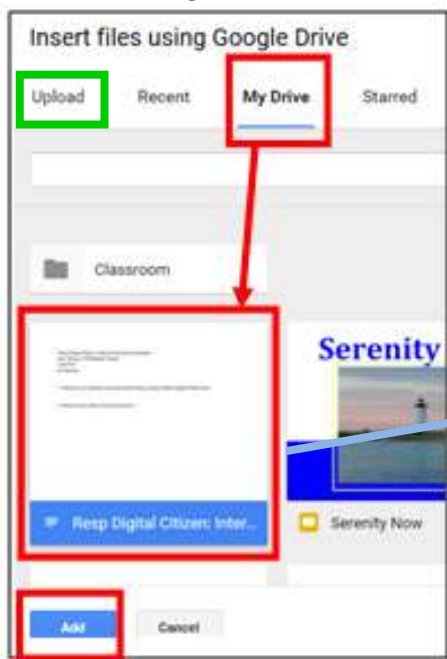 Insert files using Google Drive
Upload Recent My Drive Starred
Classroom
Serenity
Resp Digital Citizen: Inter...
Serenity Now
Add Cancel